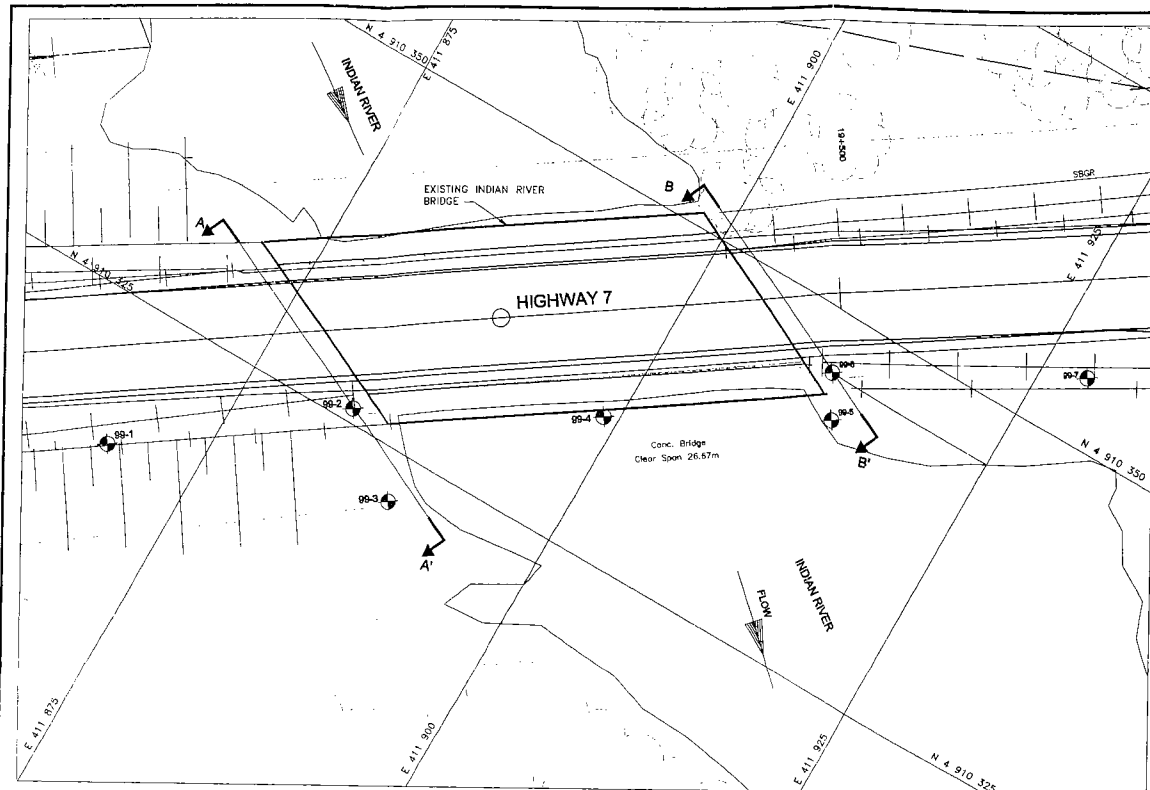 N 4 910 350
E 411 875
INDIAN RIVER
E 411 900
19+500
SBGR
EXISTING INDIAN RIVER
BRIDGE
A
B
N 4 910 325
E 411 925
HIGHWAY 7
99-1
99-2
99-3
99-4
99-5
99-6
99-7
Conc. Bridge
Clear Span 26.67m
A'
B'
N 4 910 350
INDIAN RIVER
FLOW
E 411 875
E 411 900
E 411 925
N 4 910 325